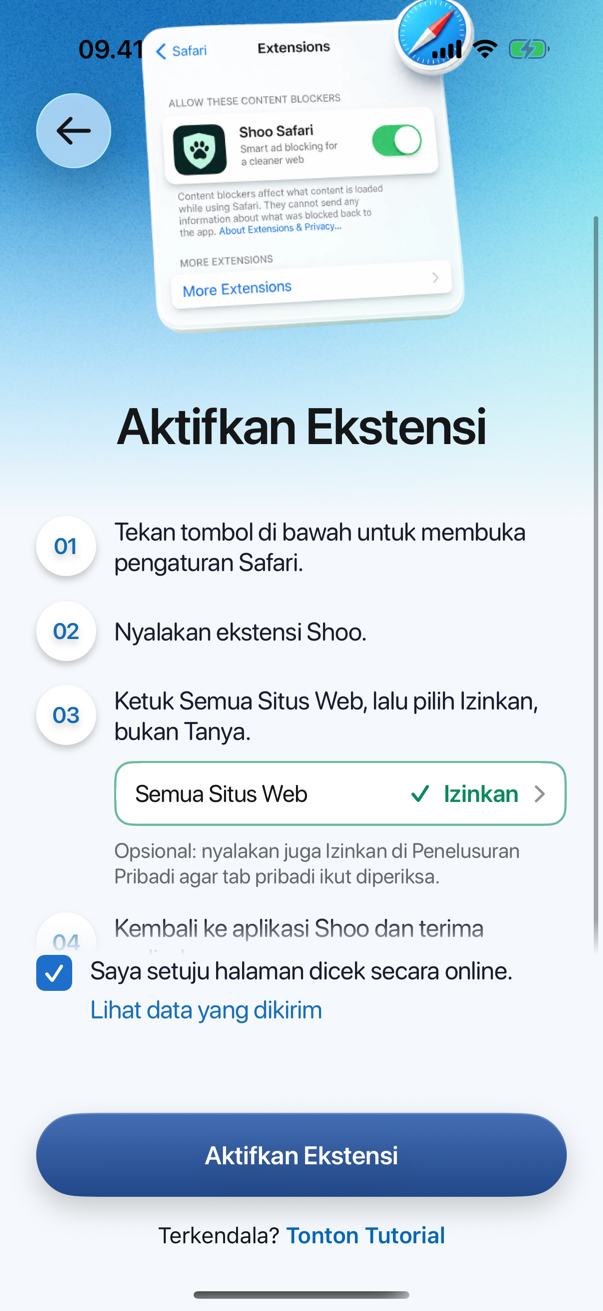 09.41
Safari
Extensions
ALLOW THESE CONTENT BLOCKERS
Shoo Safari
Smart ad blocking for
a cleaner web
Content blockers affect what content is loaded
while using Safari. They cannot send any
information about what was blocked back to
the app. About Extensions & Privacy...
MORE EXTENSIONS
More Extensions
Aktifkan Ekstensi
01
Tekan tombol di bawah untuk membuka
pengaturan Safari.
02
Nyalakan ekstensi Shoo.
03
Ketuk Semua Situs Web, lalu pilih Izinkan,
bukan Tanya.
Semua Situs Web
Izinkan
Opsional: nyalakan juga Izinkan di Penelusuran
Pribadi agar tab pribadi ikut diperiksa.
04
Kembali ke aplikasi Shoo dan terima
Saya setuju halaman dicek secara online.
Lihat data yang dikirim
Aktifkan Ekstensi
Terkendala? Tonton Tutorial